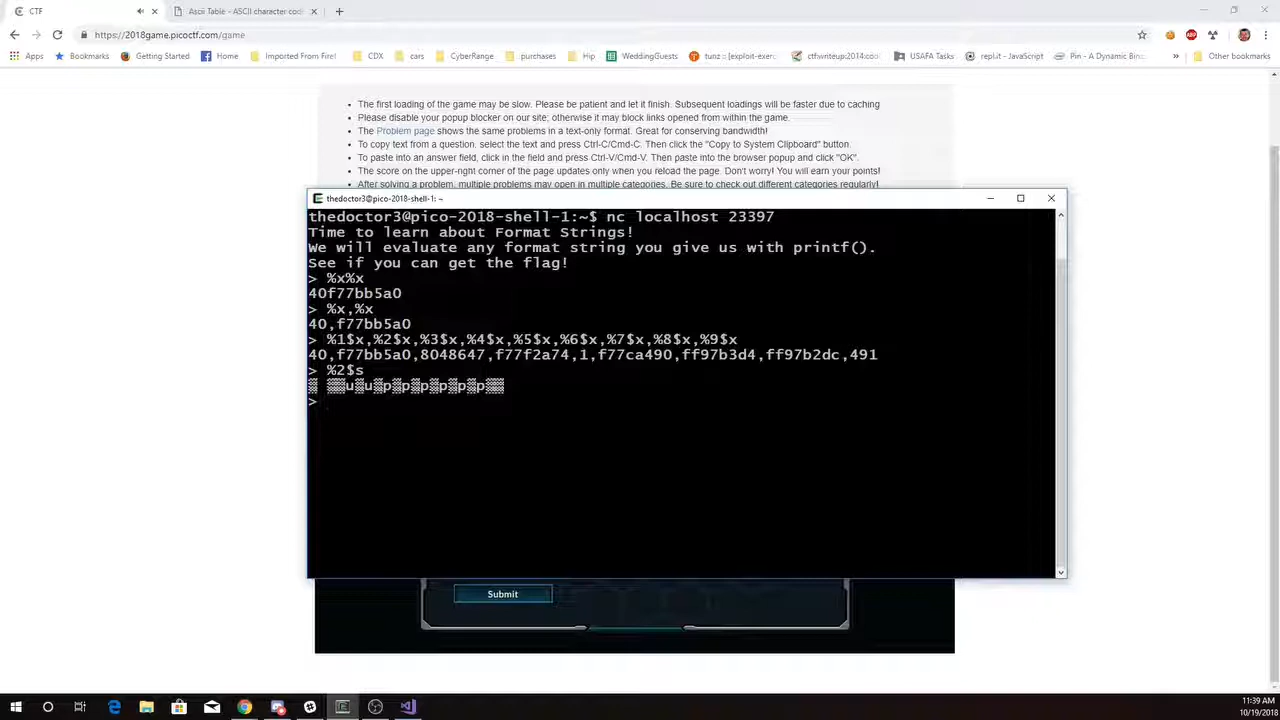 CTF
Ascii Table - ASCII character cod
https://2018game.picoctf.com/game
Apps Bookmarks Getting Started Home Imported From Firef CDX cars CyberRange purchases Hip WeddingGuests tunz :: [exploit-exerc ctfwriteup:2014:cod USAFA Tasks repl.it - JavaScript Pin - A Dynamic Bin » Other bookmarks
• The first loading of the game may be slow. Please be patient and let it finish. Subsequent loadings will be faster due to caching
• Please disable your popup blocker on our site; otherwise it may block links opened from within the game.
• The Problem page shows the same problems in a text-only format. Great for conserving bandwidth!
• To copy text from a question, select the text and press Ctrl-C/Cmd-C. Then click the "Copy to System Clipboard" button.
• To paste into an answer field, click in the field and press Ctrl-V/Cmd-V. Then paste into the browser popup and click "OK".
• The score on the upper-right corner of the page updates only when you reload the page. Don't worry! You will earn your points!
• After solving a problem, multiple problems may open in multiple categories. Be sure to check out different categories regularly!
thedoctor3@pico-2018-shell-1: ~
thedoctor3@pico-2018-shell-1:~$ nc localhost 23397
Time to learn about Format Strings!
We will evaluate any format string you give us with printf().
See if you can get the flag!
> %x%x
40f77bb5a0
> %x,%x
40,f77bb5a0
> %1$x,%2$x,%3$x,%4$x,%5$x,%6$x,%7$x,%8$x,%9$x
40,f77bb5a0,8048647,f77f2a74,1,f77ca490,ff97b3d4,ff97b2dc,491
> %2$s
▒ ▒▒u▒u▒p▒p▒p▒p▒p▒p▒▒
>
Submit
11:39 AM
10/19/2018